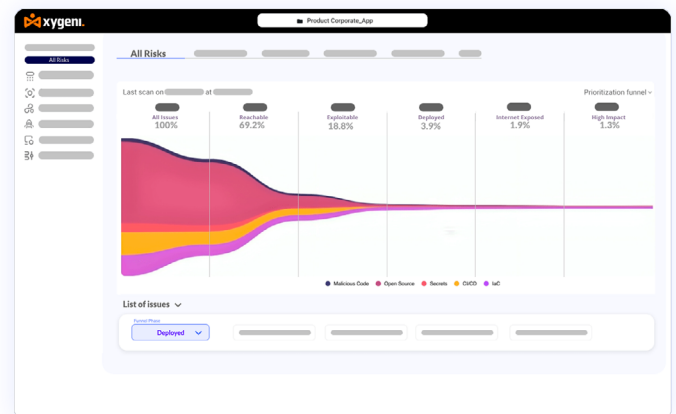 xygeni.
Product Corporate_App
All Risks
All Risks
Last scan on at
Prioritization funnel
All Issues
100%
Reachable
69.2%
Exploitable
18.8%
Deployed
3.9%
Internet Exposed
1.9%
High Impact
1.3%
Malicious Code Open Source Secrets CI/CD IaC
List of issues
Funnel Phase
Deployed